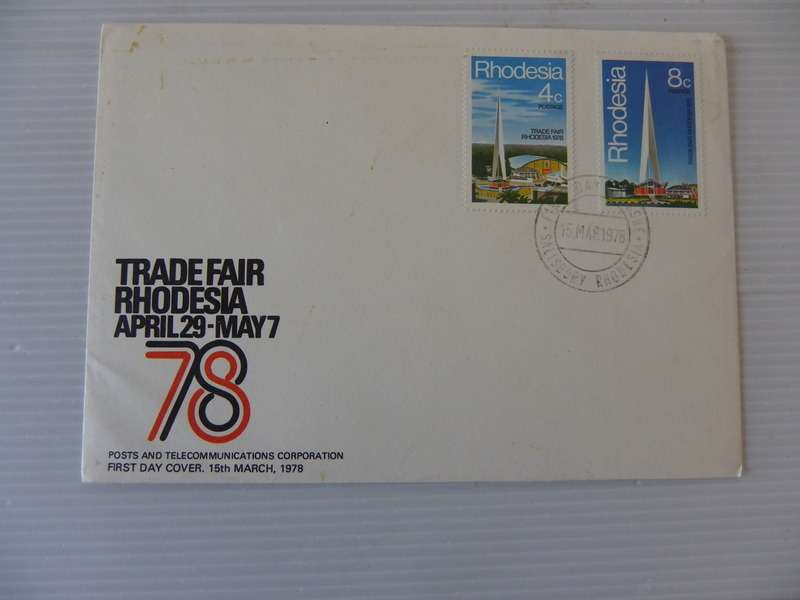 Rhodesia
4c
POSTAGE
TRADE FAIR
RHODESIA 1978
Rhodesia
8c
POSTAGE
15.MAR.1978
SALISBURY RHODESIA
TRADE FAIR
RHODESIA
APRIL 29-MAY 7
78
POSTS AND TELECOMMUNICATIONS CORPORATION
FIRST DAY COVER. 15th MARCH, 1978